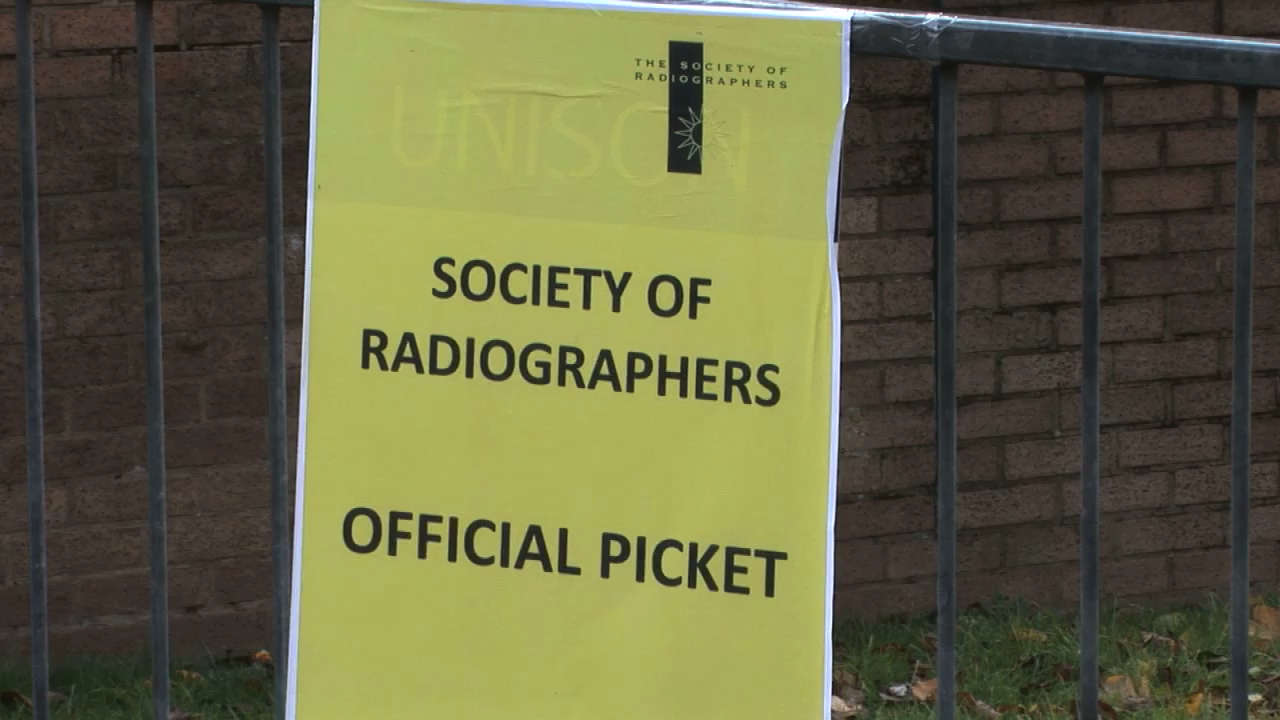 THE SOCIETY OF
RADIOGRAPHERS
UNISON
SOCIETY OF
RADIOGRAPHERS
OFFICIAL PICKET